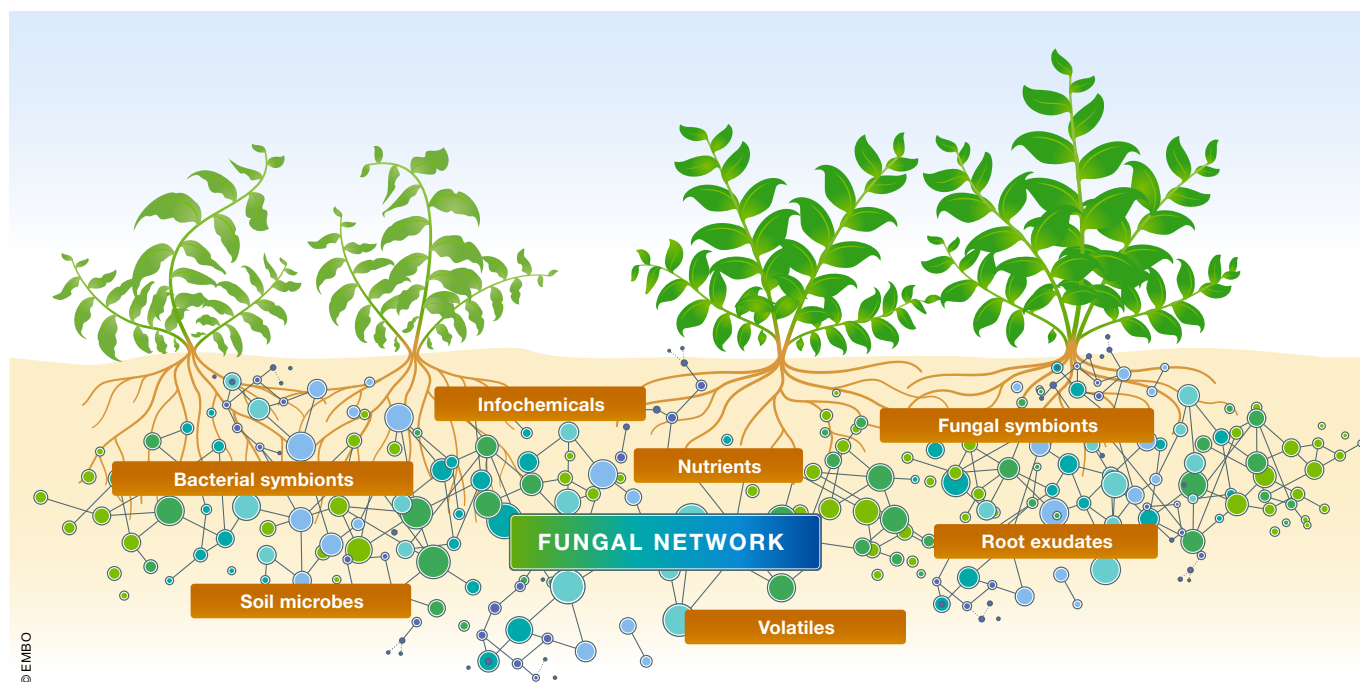 Infochemicals
Fungal symbionts
Bacterial symbionts
Nutrients
FUNGAL NETWORK
Root exudates
Soil microbes
Volatiles
© EMBO